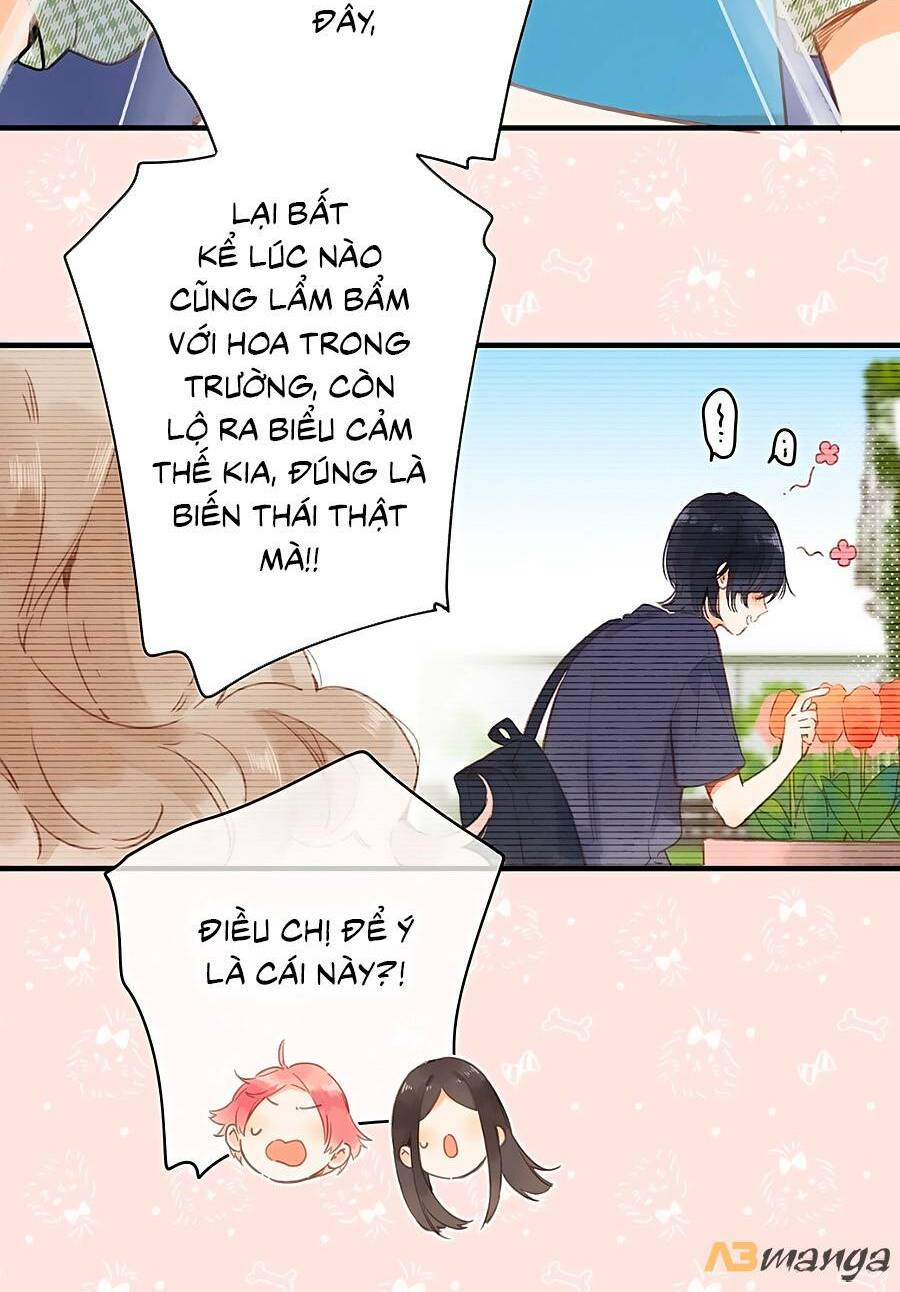 ĐÂY,
LẠI BẤT
KỂ LÚC NÀO
CŨNG LẨM BẨM
VỚI HOA TRONG
TRƯỜNG, CÒN
LỘ RA BIỂU CẢM
THẾ KIA, ĐÚNG LÀ
BIẾN THÁI THẬT
MÀ!!
ĐIỀU CHỊ ĐỂ Ý
LÀ CÁI NÀY?!
A3manga